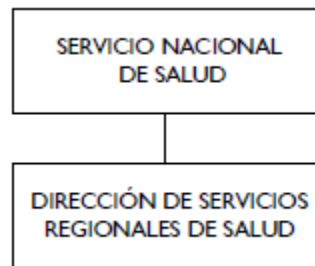 SERVICIO NACIONAL
DE SALUD
DIRECCIÓN DE SERVICIOS
REGIONALES DE SALUD